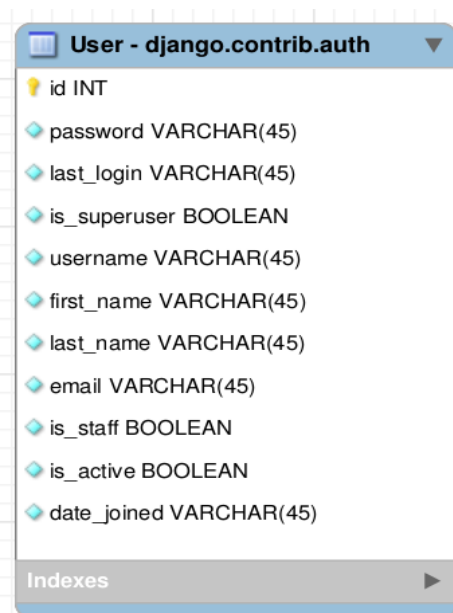 User - django.contrib.auth
id INT
password VARCHAR(45)
last_login VARCHAR(45)
is_superuser BOOLEAN
username VARCHAR(45)
first_name VARCHAR(45)
last_name VARCHAR(45)
email VARCHAR(45)
is_staff BOOLEAN
is_active BOOLEAN
date_joined VARCHAR(45)
Indexes